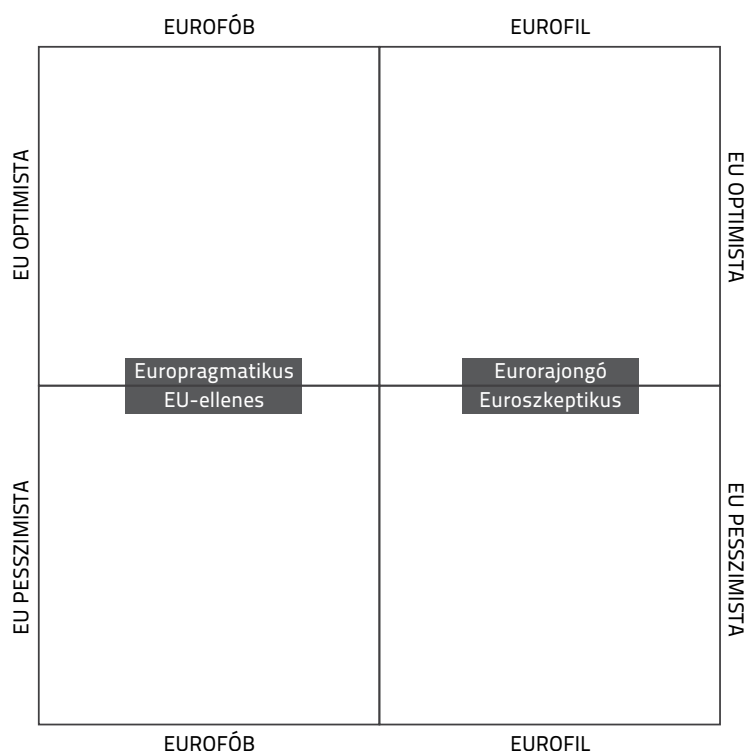 EUROFÓB
EUROFIL
EU OPTIMISTA
EU OPTIMISTA
Europragmatikus
Eurorajongó
EU-ellenes
Euroszkeptikus
EU PESSZIMISTA
EU PESSZIMISTA
EUROFÓB
EUROFIL